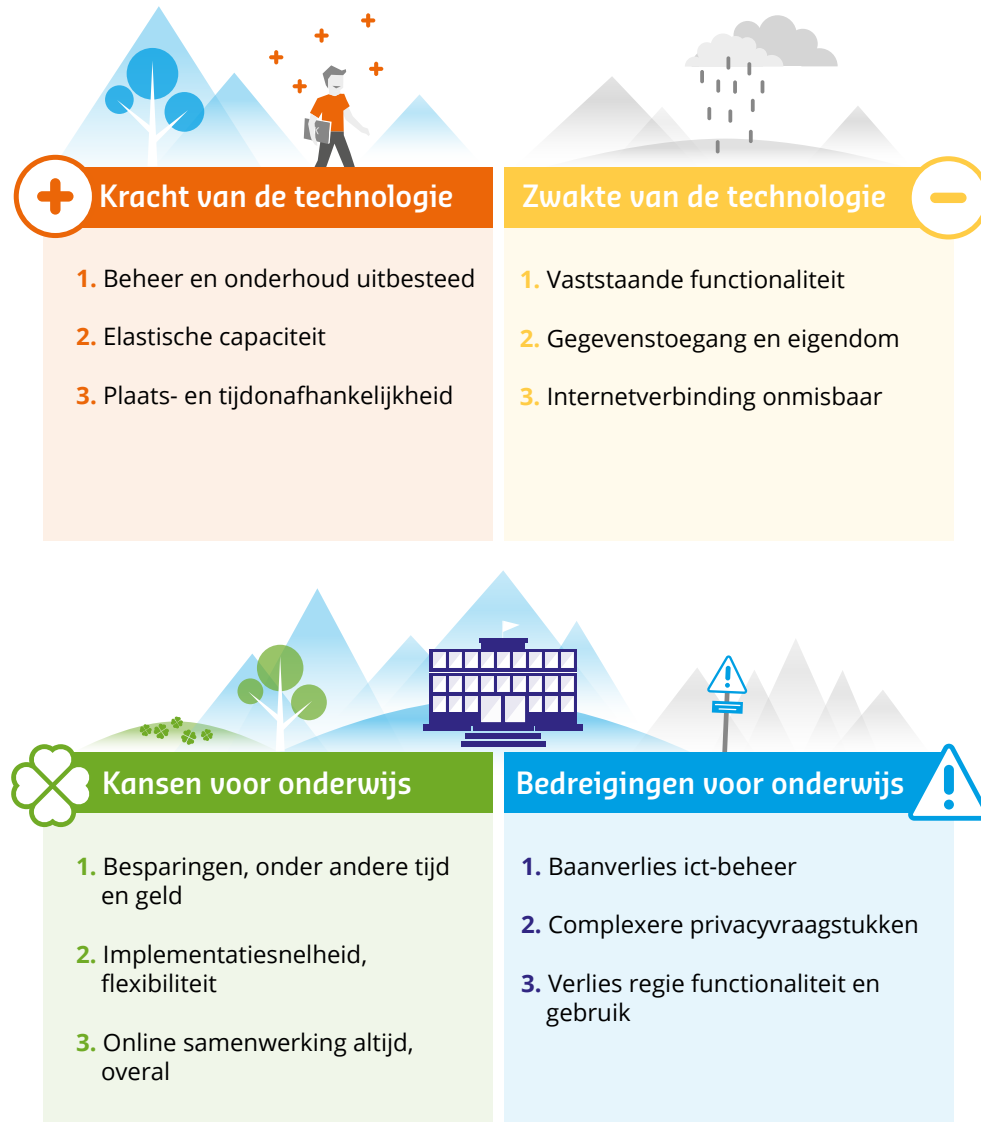 Kracht van de technologie
1. Beheer en onderhoud uitbesteed
2. Elastische capaciteit
3. Plaats- en tijdonafhankelijkheid
Zwakte van de technologie
1. Vaststaande functionaliteit
2. Gegevenstoegang en eigendom
3. Internetverbinding onmisbaar
Kansen voor onderwijs
1. Besparingen, onder andere tijd
en geld
2. Implementatiesnelheid,
flexibiliteit
3. Online samenwerking altijd,
overal
Bedreigingen voor onderwijs
1. Baanverlies ict-beheer
2. Complexere privacyvraagstukken
3. Verlies regie functionaliteit en
gebruik